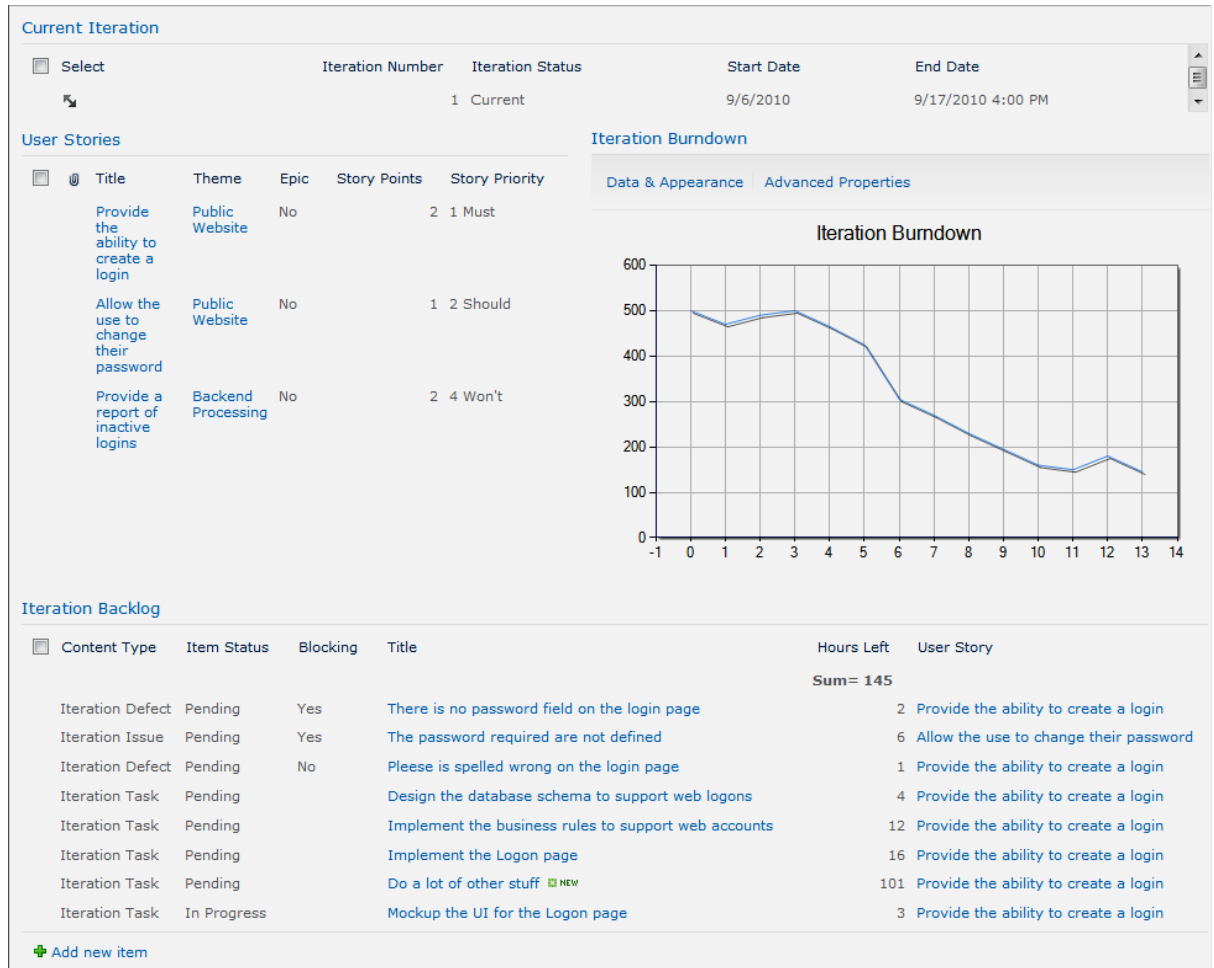 Current Iteration
Select Iteration Number Iteration Status Start Date End Date
1 Current 9/6/2010 9/17/2010 4:00 PM
User Stories
Title Theme Epic Story Points Story Priority
Provide the ability to create a login Public Website No 2 1 Must
Allow the use to change their password Public Website No 1 2 Should
Provide a report of inactive logins Backend Processing No 2 4 Won't
Iteration Burndown
Data & Appearance Advanced Properties
Iteration Burndown
600
500
400
300
200
100
0
-1 0 1 2 3 4 5 6 7 8 9 10 11 12 13 14
Iteration Backlog
Content Type Item Status Blocking Title Hours Left User Story
Sum= 145
Iteration Defect Pending Yes There is no password field on the login page 2 Provide the ability to create a login
Iteration Issue Pending Yes The password required are not defined 6 Allow the use to change their password
Iteration Defect Pending No Pleese is spelled wrong on the login page 1 Provide the ability to create a login
Iteration Task Pending Design the database schema to support web logons 4 Provide the ability to create a login
Iteration Task Pending Implement the business rules to support web accounts 12 Provide the ability to create a login
Iteration Task Pending Implement the Logon page 16 Provide the ability to create a login
Iteration Task Pending Do a lot of other stuff NEW 101 Provide the ability to create a login
Iteration Task In Progress Mockup the UI for the Logon page 3 Provide the ability to create a login
Add new item